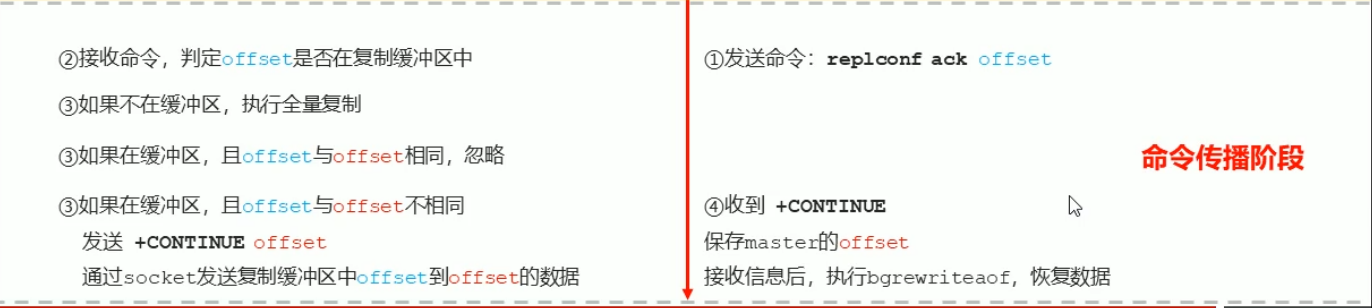 ②接收命令，判定offset是否在复制缓冲区中
③如果不在缓冲区，执行全量复制
③如果在缓冲区，且offset与offset相同，忽略
③如果在缓冲区，且offset与offset不相同
发送 +CONTINUE offset
通过socket发送复制缓冲区中offset到offset的数据
①发送命令：replconf ack offset
命令传播阶段
④收到 +CONTINUE
保存master的offset
接收信息后，执行bgrewriteaof，恢复数据